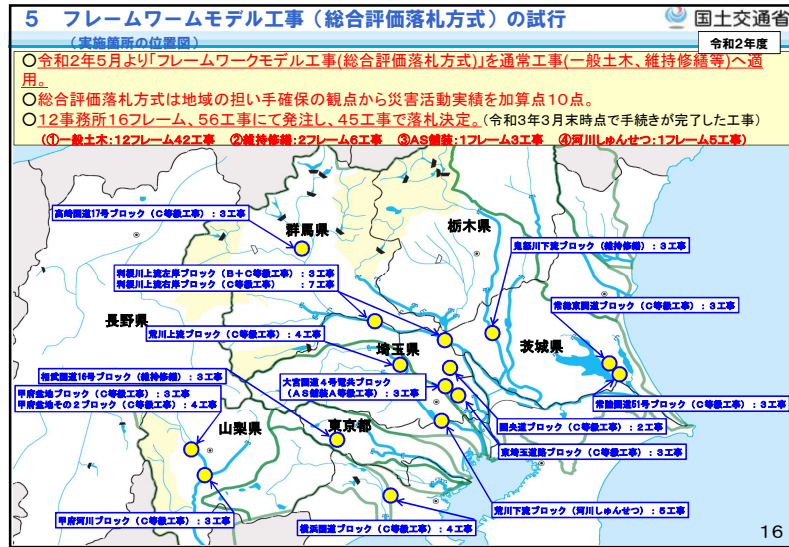 5 フレームワームモデル工事（総合評価落札方式）の試行
国土交通省
（実施箇所の位置図）
令和2年度
○令和2年5月より「フレームワークモデル工事(総合評価落札方式)」を通常工事(一般土木、維持修繕等)へ適
用。
○総合評価落札方式は地域の担い手確保の観点から災害活動実績を加算点10点。
○12事務所16フレーム、56工事にて発注し、45工事で落札決定。(令和3年3月末時点で手続きが完了した工事)
(①一般土木:12フレーム42工事 ②維持修繕:2フレーム6工事 ③AS舗装:1フレーム3工事 ④河川しゅんせつ:1フレーム5工事)
高崎国道17号ブロック（C等級工事）：3工事
群馬県
栃木県
鬼怒川下流ブロック（維持修繕）：3工事
利根川上流左岸ブロック（B＋C等級工事）：3工事
利根川上流右岸ブロック（C等級工事）：7工事
常総東国道ブロック（C等級工事）：3工事
長野県
荒川上流ブロック（C等級工事）：4工事
埼玉県
茨城県
相武国道16号ブロック（維持修繕）：3工事
大宮国道4号電共ブロック
（AS舗装A等級工事）：3工事
甲府盆地ブロック（C等級工事）：3工事
甲府盆地その2ブロック（C等級工事）：4工事
常陸国道51号ブロック（C等級工事）：3工事
山梨県
東京都
圏央道ブロック（C等級工事）：2工事
東埼玉道路ブロック（C等級工事）：3工事
甲府河川ブロック（C等級工事）：3工事
横浜国道ブロック（C等級工事）：4工事
荒川下流ブロック（河川しゅんせつ）：5工事
16